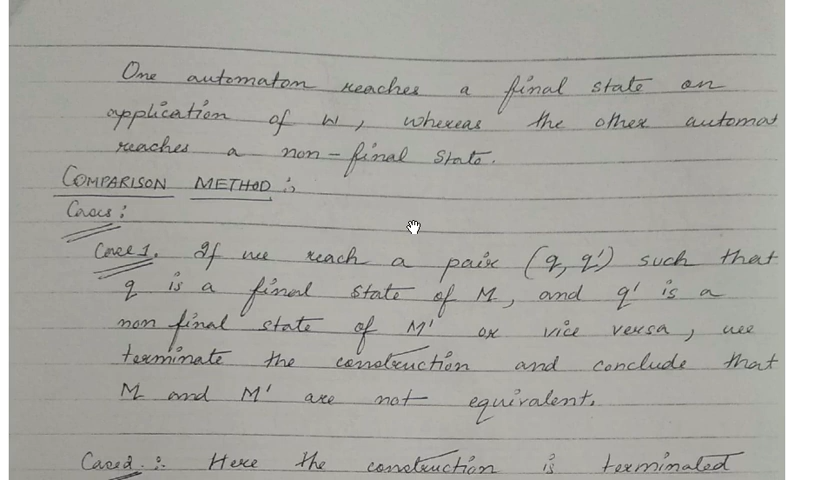 One automaton reaches a final state on
application of w, whereas the other automat
reaches a non-final state.
COMPARISON METHOD :
Cases :
Case 1. If we reach a pair (q, q') such that
q is a final state of M, and q' is a
non final state of M' or vice versa, we
terminate the construction and conclude that
M and M' are not equivalent.
Case 2. : Here the construction is terminated